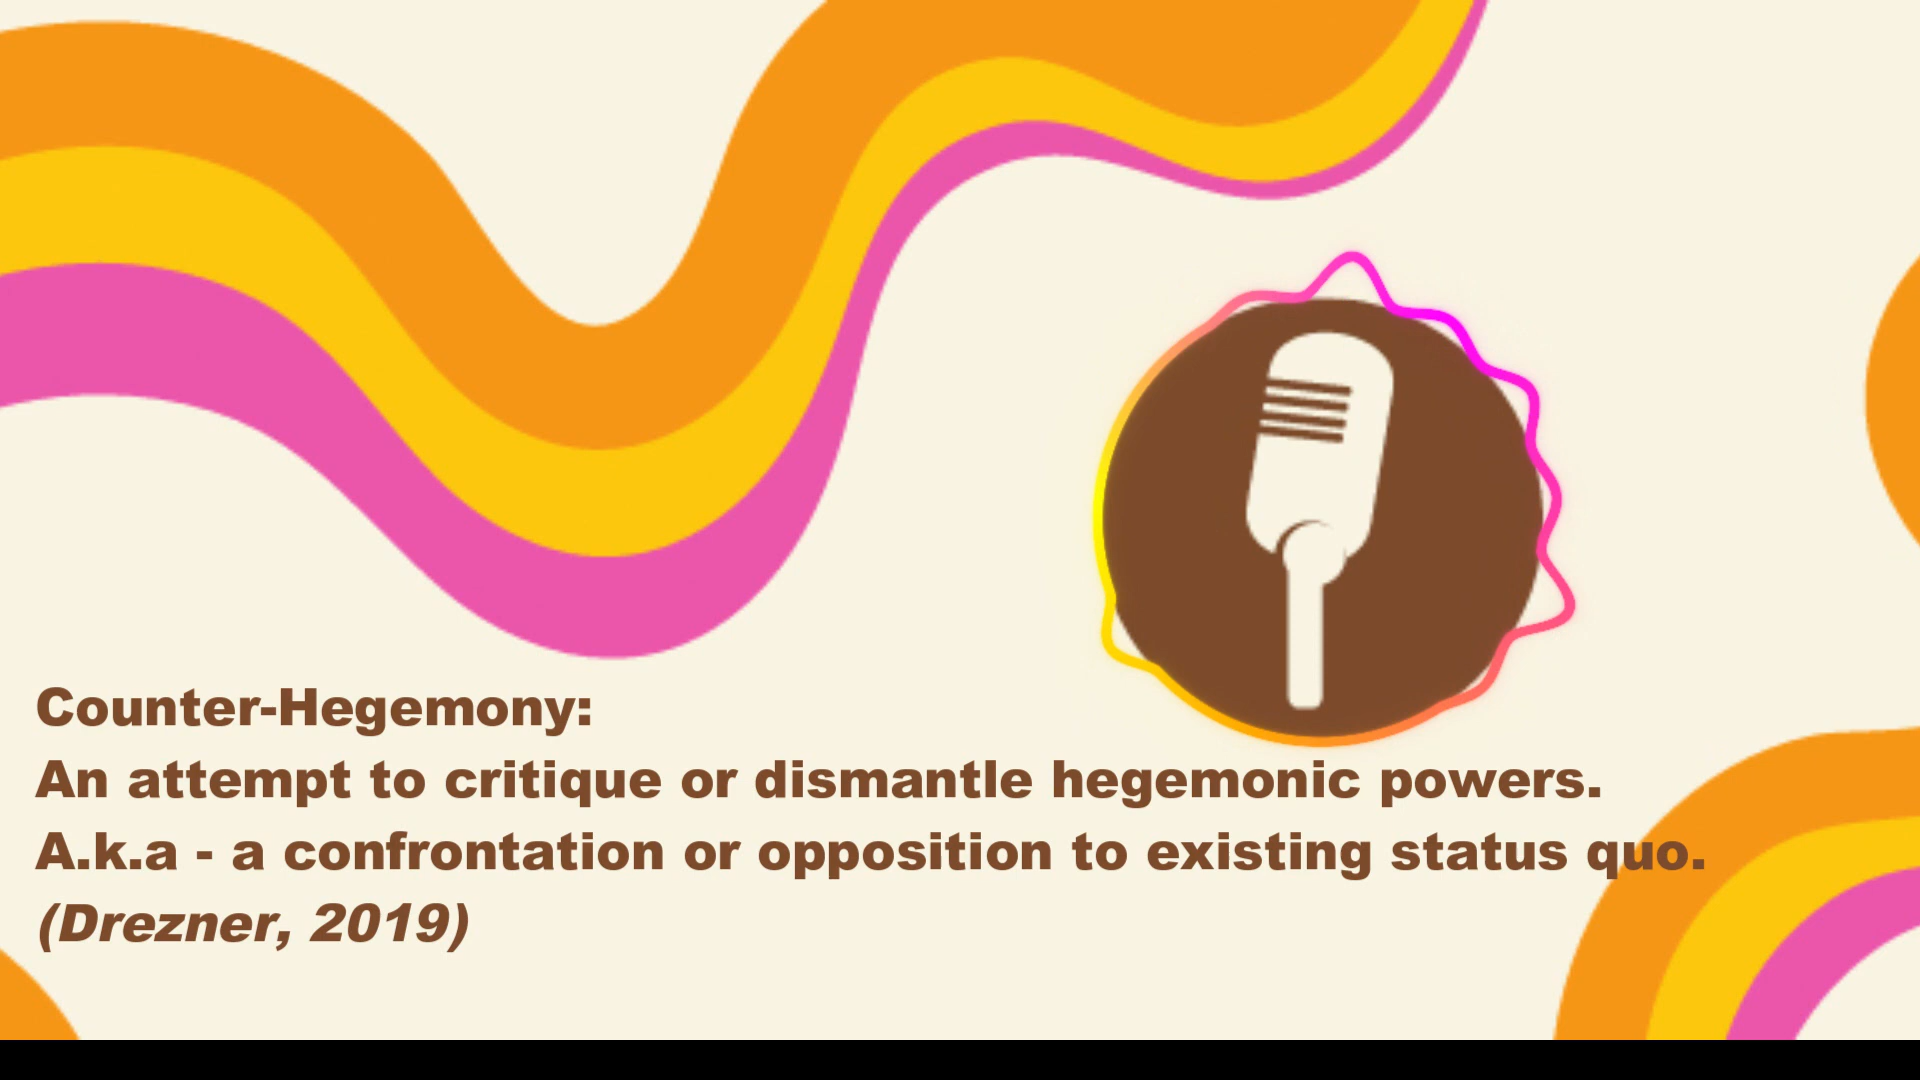 Counter-Hegemony:
An attempt to critique or dismantle hegemonic powers.
A.k.a - a confrontation or opposition to existing status quo.
(Drezner, 2019)